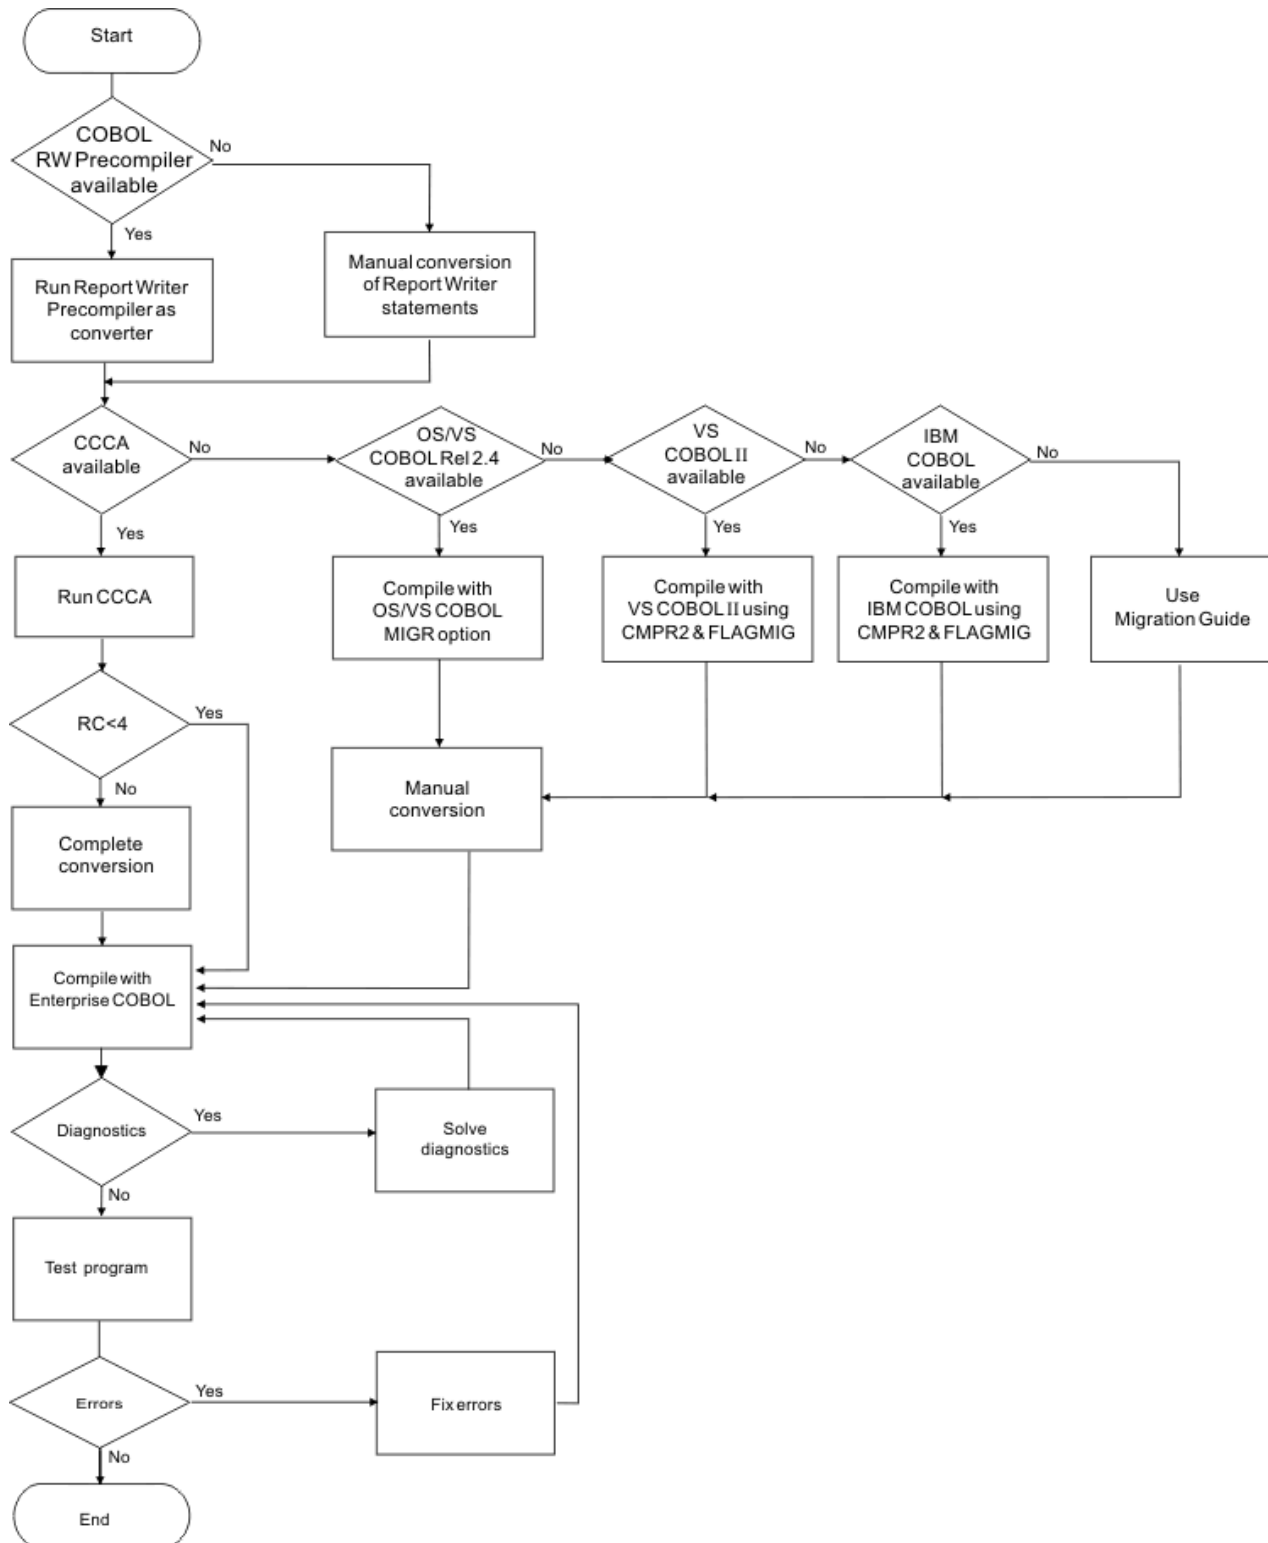 Start
COBOL
RW Precompiler
available
No
Yes
Run Report Writer
Precompiler as
converter
Manual conversion
of Report Writer
statements
CCCA
available
No
OS/VS
COBOL Rel 2.4
available
No
VS
COBOL II
available
No
IBM
COBOL
available
No
Yes
Yes
Yes
Yes
Run CCCA
Compile with
OS/VS COBOL
MIGR option
Compile with
VS COBOL II using
CMPR2 & FLAGMIG
Compile with
IBM COBOL using
CMPR2 & FLAGMIG
Use
Migration Guide
RC<4
Yes
No
Manual
conversion
Complete
conversion
Compile with
Enterprise COBOL
Diagnostics
Yes
No
Solve
diagnostics
Test program
Errors
Yes
No
Fix errors
End